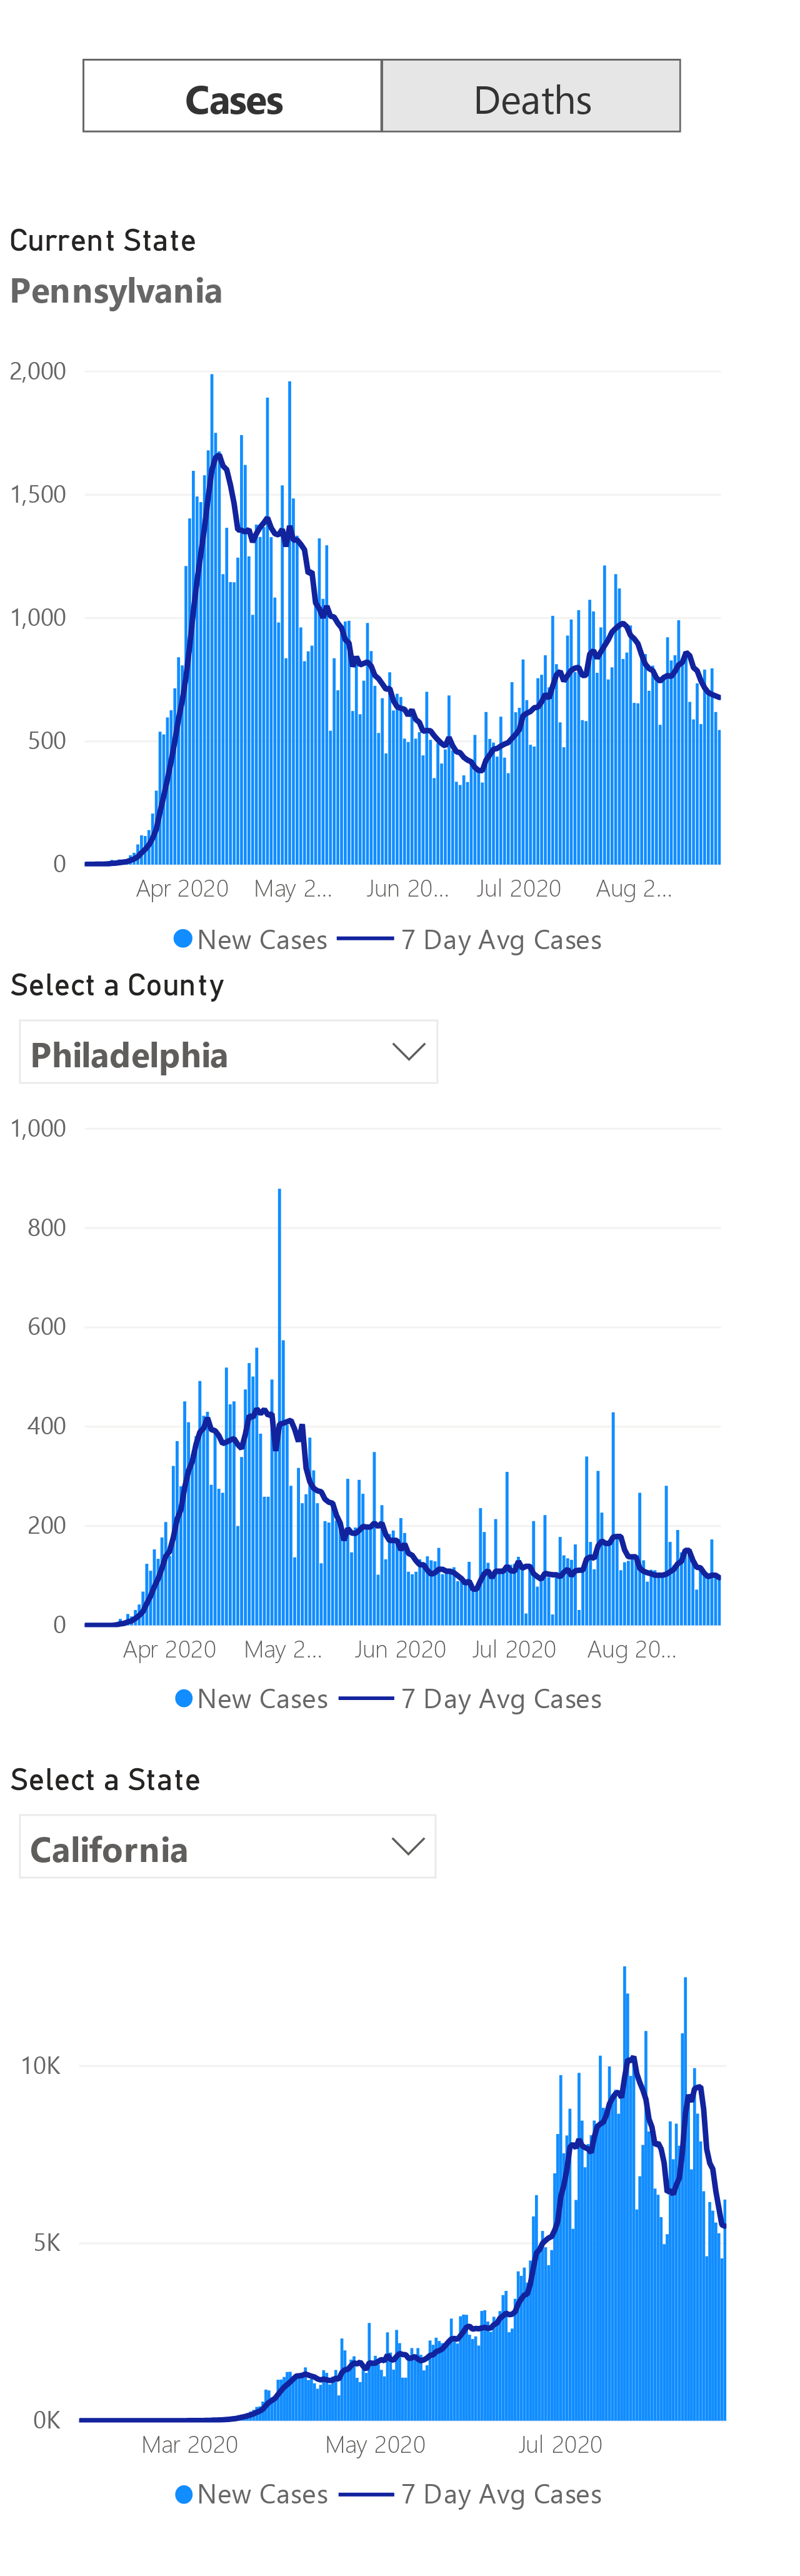 Cases Deaths
Current State
Pennsylvania
2,000
1,500
1,000
500
0
Apr 2020 May 2... Jun 20... Jul 2020 Aug 2...
New Cases 7 Day Avg Cases
Select a County
Philadelphia
1,000
800
600
400
200
0
Apr 2020 May 2... Jun 2020 Jul 2020 Aug 20...
New Cases 7 Day Avg Cases
Select a State
California
10K
5K
0K
Mar 2020 May 2020 Jul 2020
New Cases 7 Day Avg Cases